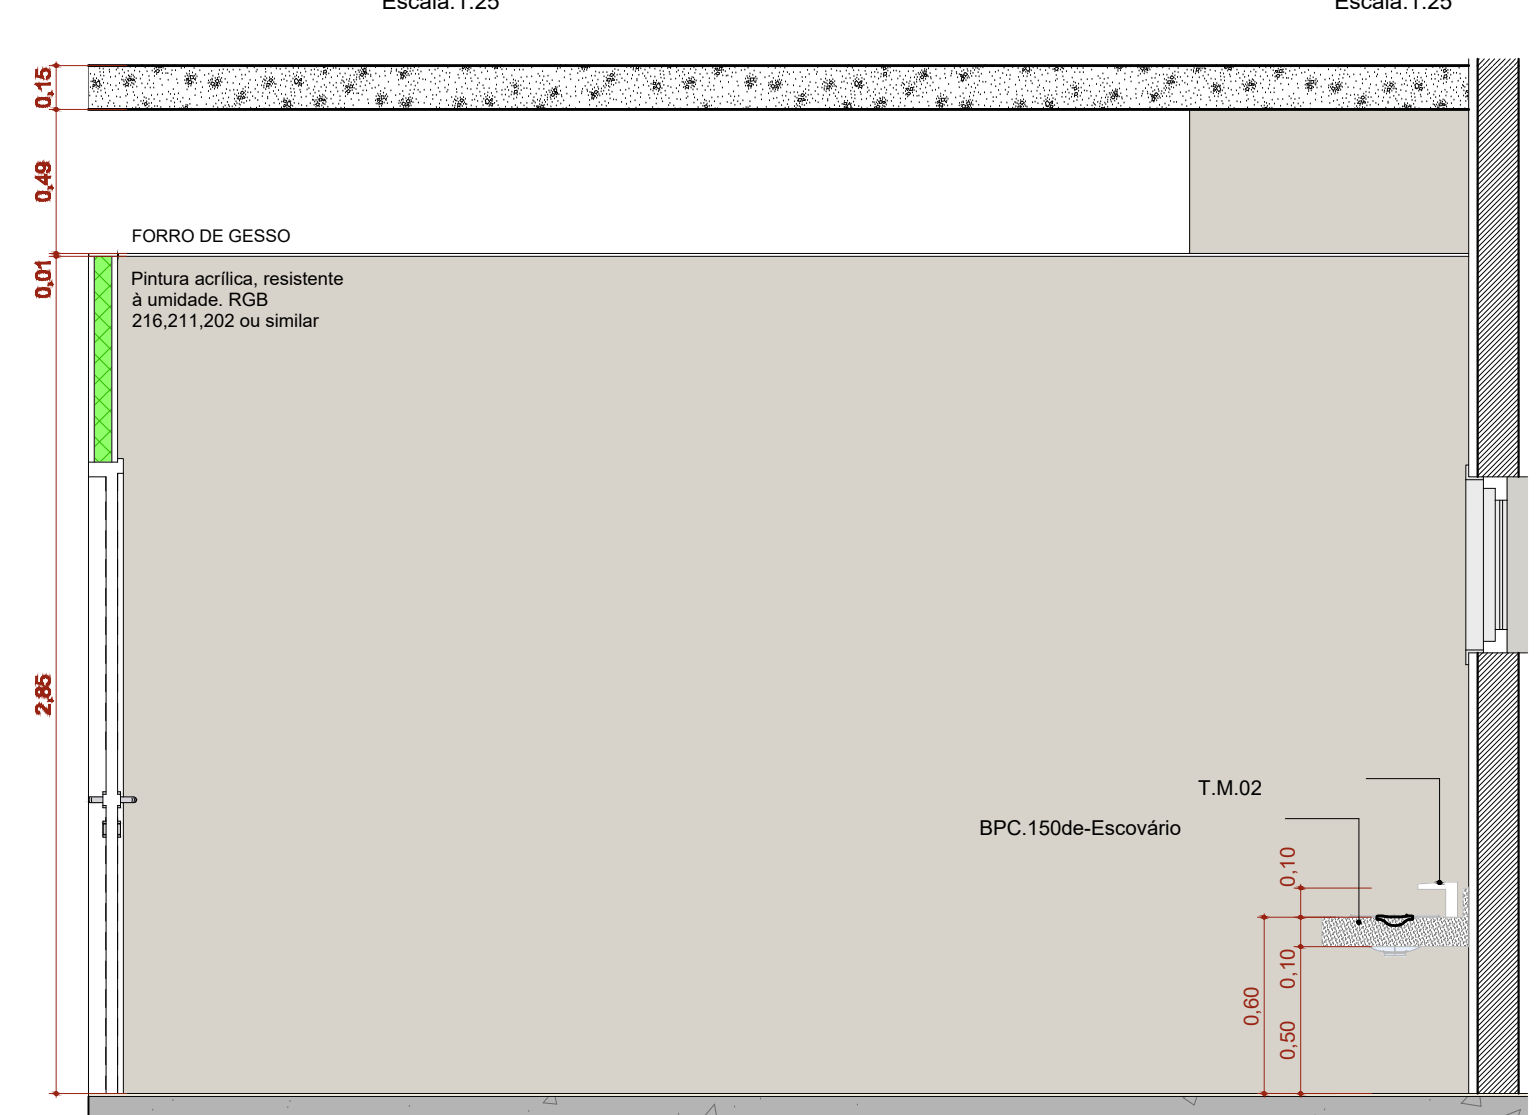 Escala:1:25
Escala:1:25
0,15
0,49
FORRO DE GESSO
0,01
Pintura acrílica, resistente
à umidade. RGB
216,211,202 ou similar
2,85
T.M.02
BPC.150de-Escovário
0,10
0,10
0,60
0,50